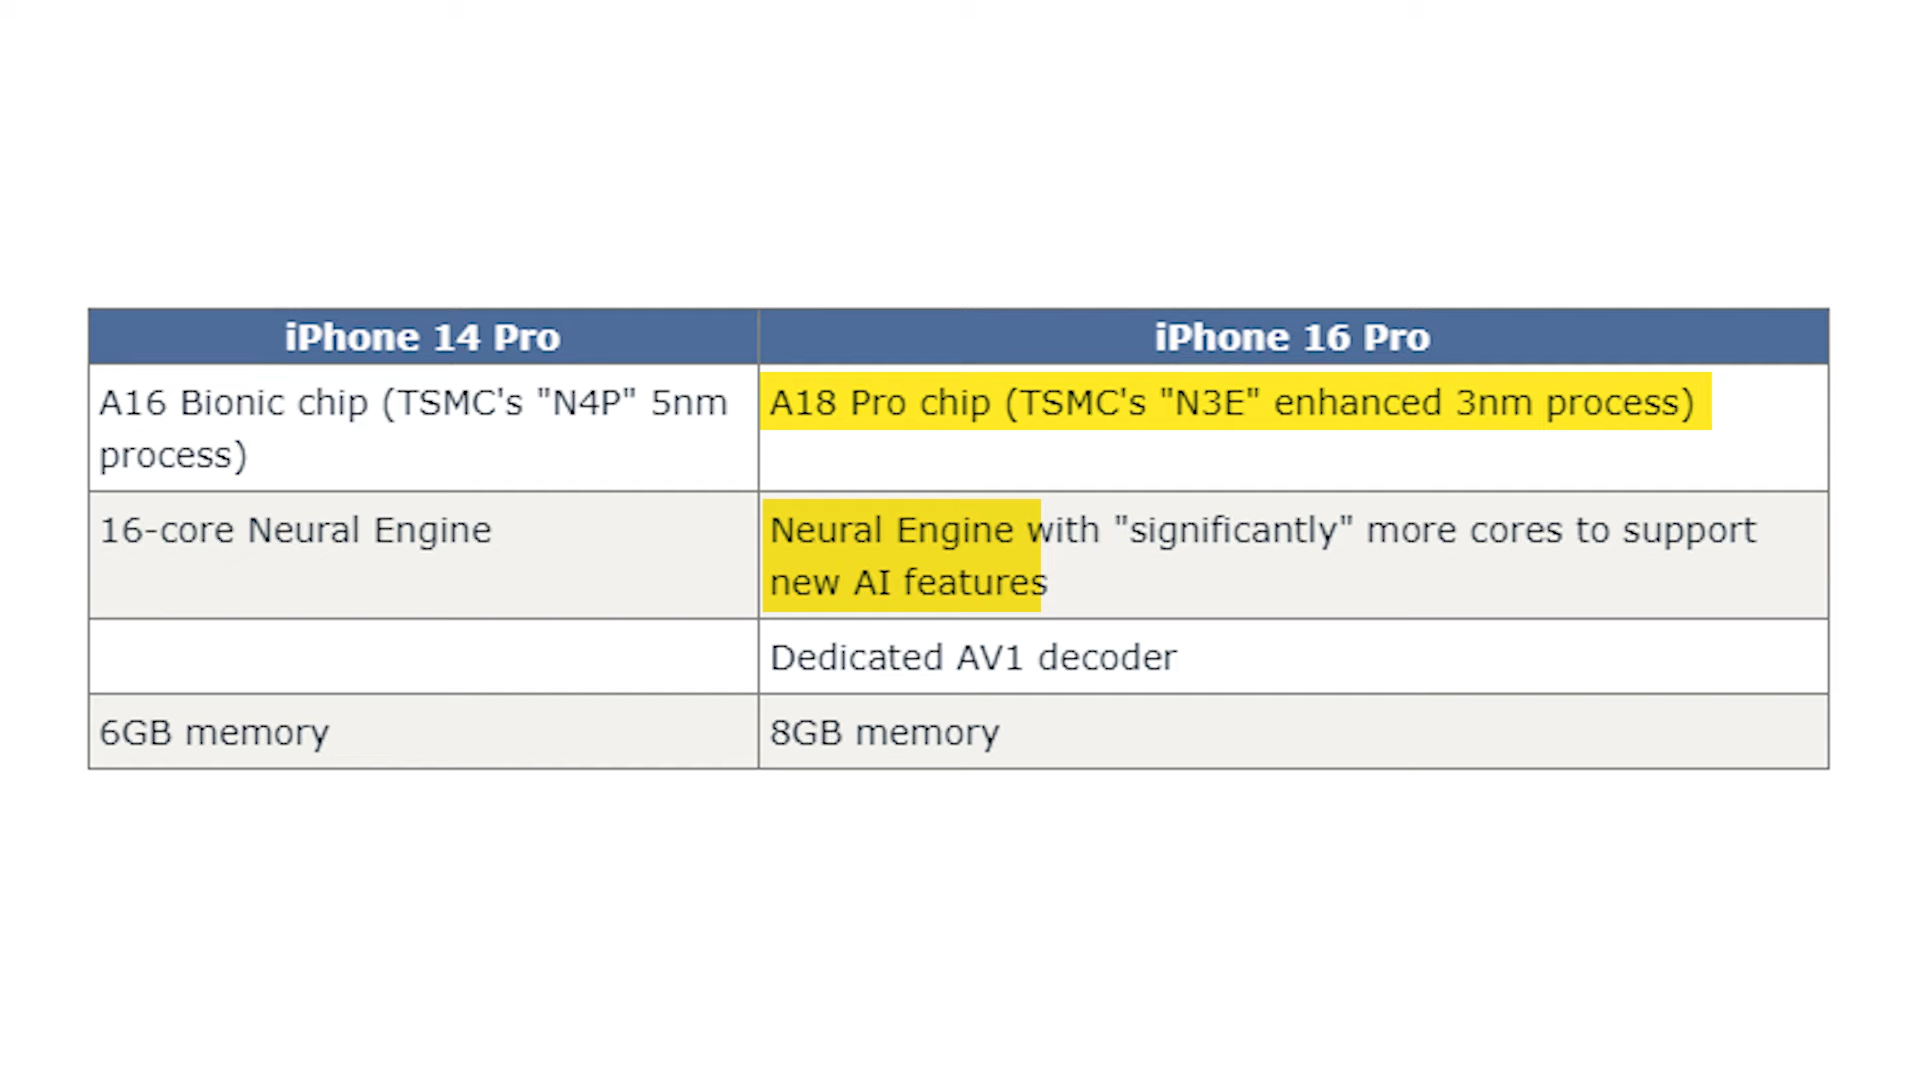 iPhone 14 Pro
iPhone 16 Pro
A16 Bionic chip (TSMC's "N4P" 5nm
process)
A18 Pro chip (TSMC's "N3E" enhanced 3nm process)
16-core Neural Engine
Neural Engine with "significantly" more cores to support
new AI features
Dedicated AV1 decoder
6GB memory
8GB memory